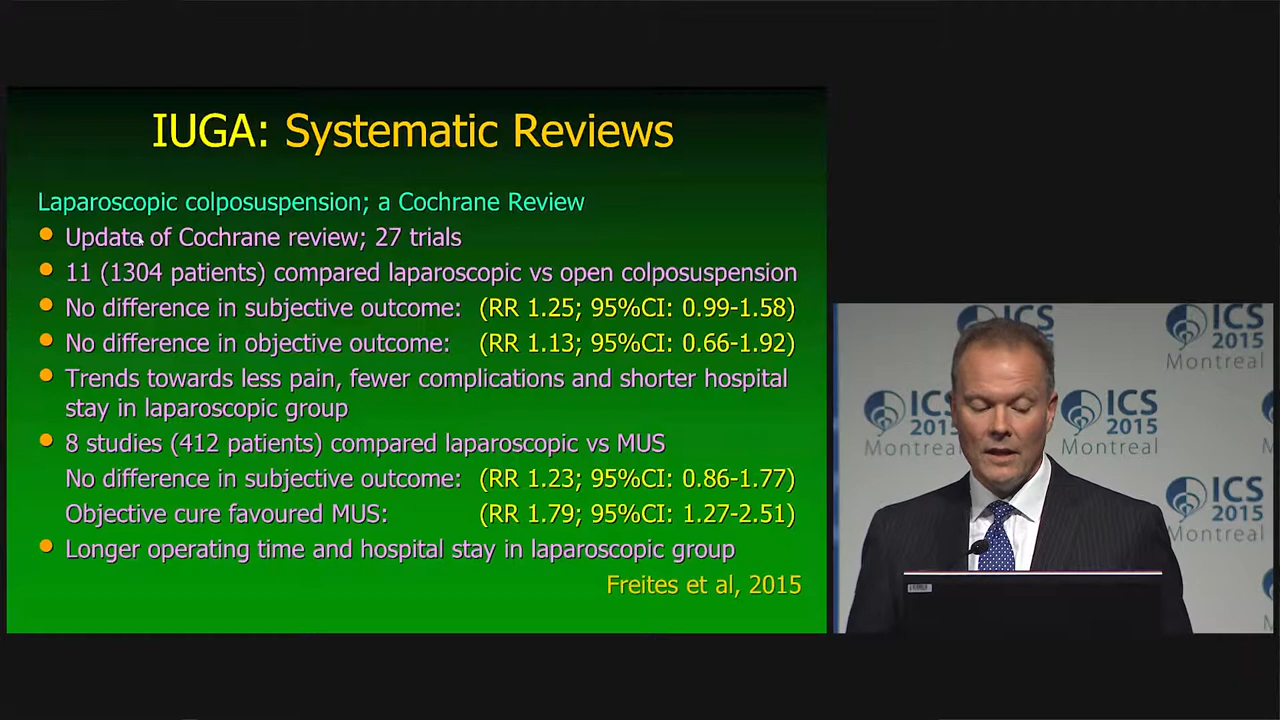 IUGA: Systematic Reviews
Laparoscopic colposuspension; a Cochrane Review
Update of Cochrane review; 27 trials
11 (1304 patients) compared laparoscopic vs open colposuspension
No difference in subjective outcome: (RR 1.25; 95%CI: 0.99-1.58)
No difference in objective outcome: (RR 1.13; 95%CI: 0.66-1.92)
Trends towards less pain, fewer complications and shorter hospital
stay in laparoscopic group
8 studies (412 patients) compared laparoscopic vs MUS
No difference in subjective outcome: (RR 1.23; 95%CI: 0.86-1.77)
Objective cure favoured MUS: (RR 1.79; 95%CI: 1.27-2.51)
Longer operating time and hospital stay in laparoscopic group
Freites et al, 2015
ICS
2015
Montreal
ICS
2015
Montreal
ICS
2015
Montreal
ICS
2015
Montreal